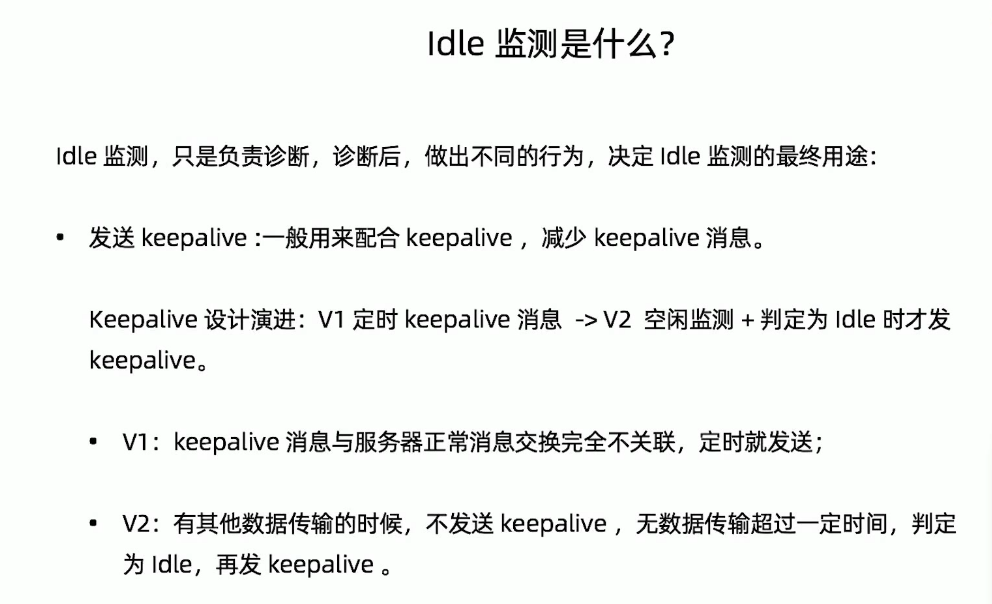 Idle 监测是什么?
Idle 监测，只是负责诊断，诊断后，做出不同的行为，决定 Idle 监测的最终用途：
• 发送 keepalive :一般用来配合 keepalive ，减少 keepalive 消息。
Keepalive 设计演进：V1 定时 keepalive 消息 -> V2 空闲监测 + 判定为 Idle 时才发
keepalive。
• V1：keepalive 消息与服务器正常消息交换完全不关联，定时就发送；
• V2：有其他数据传输的时候，不发送 keepalive ，无数据传输超过一定时间，判定
为 Idle，再发 keepalive 。